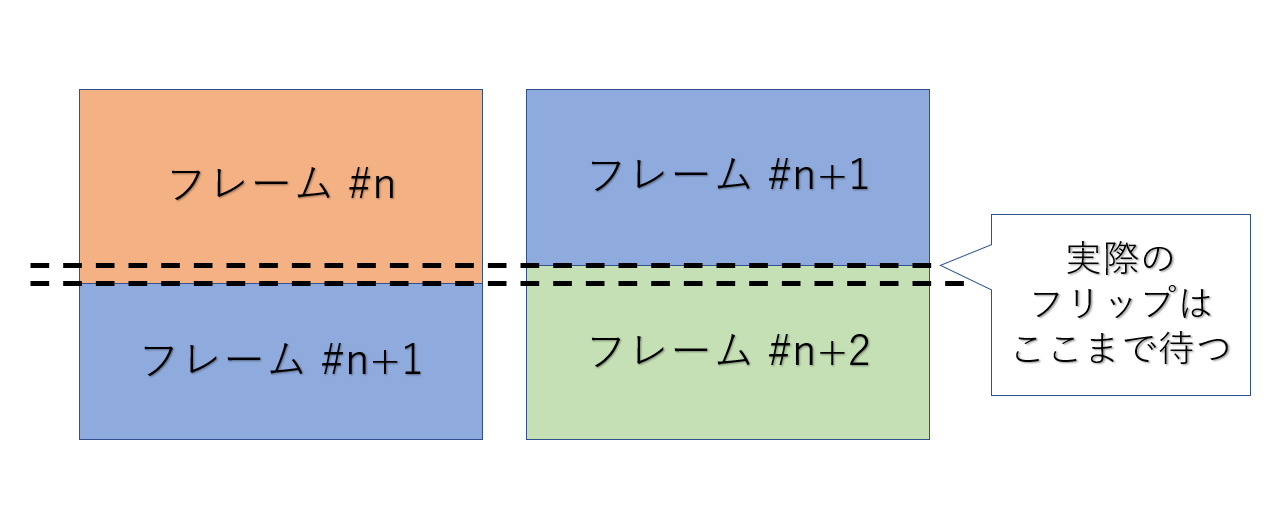 フレーム #n
フレーム #n+1
フレーム #n+1
フレーム #n+2
実際の
フリップは
ここまで待つ